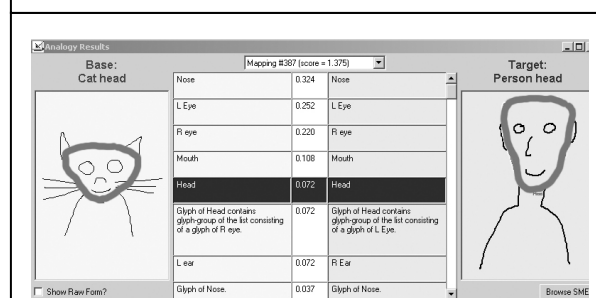 Analogy Results
Base:
Cat head
Mapping #387 (score = 1.375)
Target:
Person head
Nose 0.324 Nose
L Eye 0.252 L Eye
R eye 0.220 R eye
Mouth 0.108 Mouth
Head 0.072 Head
Glyph of Head contains 0.072 Glyph of Head contains
glyph-group of the list consisting glyph-group of the list consisting
of a glyph of R eye. of a glyph of L Eye.
L ear 0.072 R Ear
Glyph of Nose. 0.037 Glyph of Nose.
Show Raw Form?
Browse SME